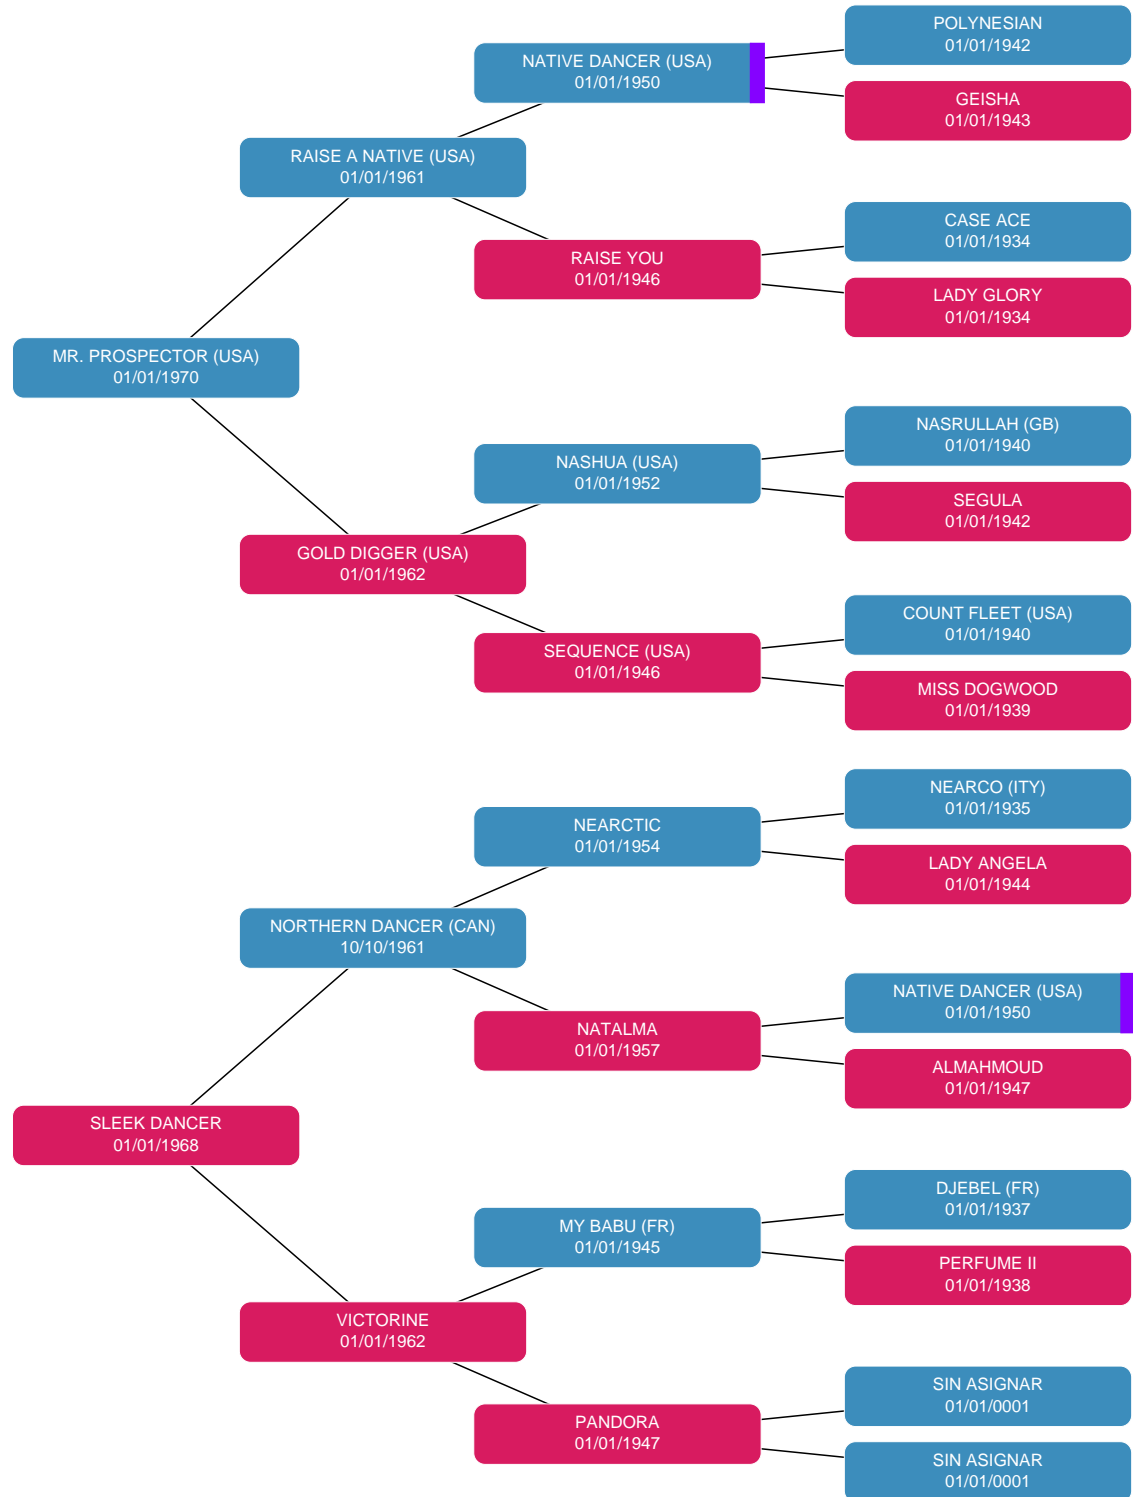 POLYNESIAN
01/01/1942
NATIVE DANCER (USA)
01/01/1950
GEISHA
01/01/1943
RAISE A NATIVE (USA)
01/01/1961
CASE ACE
01/01/1934
RAISE YOU
01/01/1946
LADY GLORY
01/01/1934
MR. PROSPECTOR (USA)
01/01/1970
NASRULLAH (GB)
01/01/1940
NASHUA (USA)
01/01/1952
SEGULA
01/01/1942
GOLD DIGGER (USA)
01/01/1962
COUNT FLEET (USA)
01/01/1940
SEQUENCE (USA)
01/01/1946
MISS DOGWOOD
01/01/1939
NEARCO (ITY)
01/01/1935
NEARCTIC
01/01/1954
LADY ANGELA
01/01/1944
NORTHERN DANCER (CAN)
10/10/1961
NATIVE DANCER (USA)
01/01/1950
NATALMA
01/01/1957
ALMAHMOUD
01/01/1947
SLEEK DANCER
01/01/1968
DJEBEL (FR)
01/01/1937
MY BABU (FR)
01/01/1945
PERFUME II
01/01/1938
VICTORINE
01/01/1962
SIN ASIGNAR
01/01/0001
PANDORA
01/01/1947
SIN ASIGNAR
01/01/0001